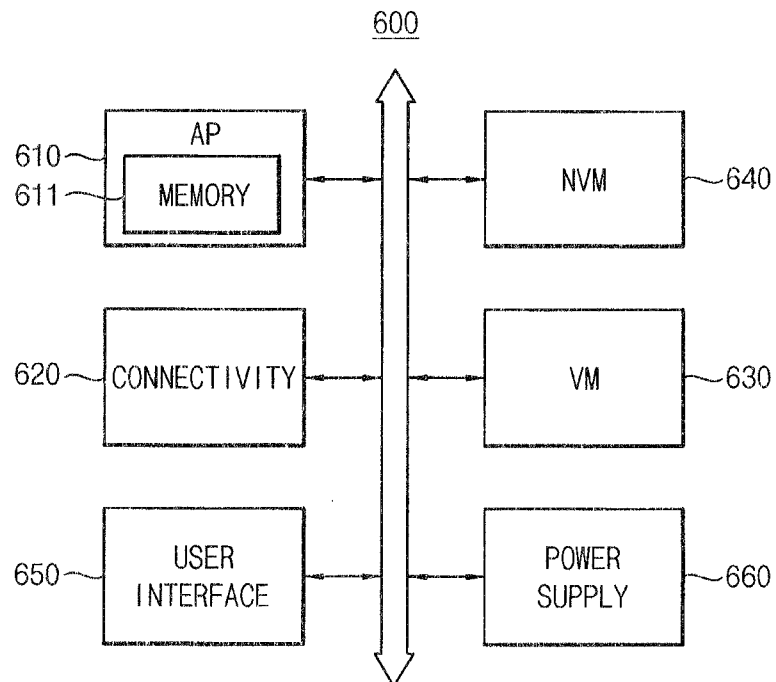 600
AP
610
611
MEMORY
NVM
640
620
CONNECTIVITY
VM
630
650
USER
INTERFACE
POWER
SUPPLY
660